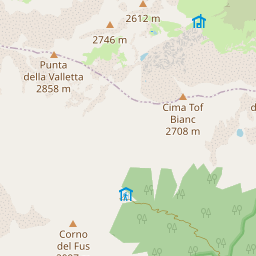 2612 m
2746 m
Punta
della Valletta
2858 m
Cima Tof
Bianc
2708 m
Corno
del Fus